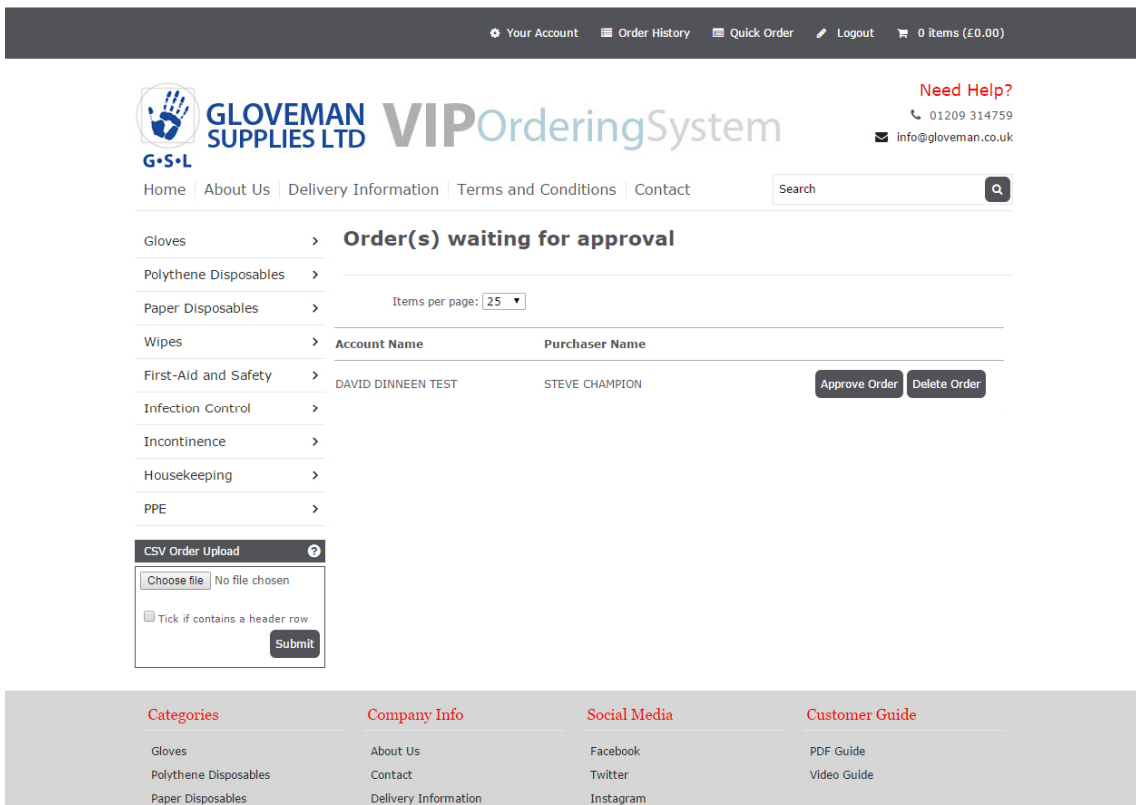 Your Account Order History Quick Order Logout 0 items (£0.00)
GLOVEMAN
SUPPLIES LTD
G•S•L
VIPOrderingSystem
Need Help?
01209 314759
info@gloveman.co.uk
Home About Us Delivery Information Terms and Conditions Contact
Search
Gloves
Polythene Disposables
Paper Disposables
Wipes
First-Aid and Safety
Infection Control
Incontinence
Housekeeping
PPE
CSV Order Upload ?
Choose file No file chosen
Tick if contains a header row
Submit
Order(s) waiting for approval
Items per page: 25
Account Name Purchaser Name
DAVID DINNEEN TEST STEVE CHAMPION Approve Order Delete Order
Categories
Gloves
Polythene Disposables
Paper Disposables
Company Info
About Us
Contact
Delivery Information
Social Media
Facebook
Twitter
Instagram
Customer Guide
PDF Guide
Video Guide